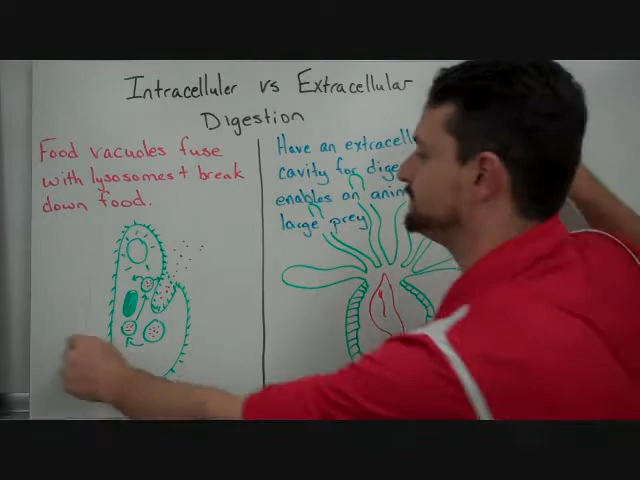 Intracelluler vs Extracellular
Digestion
Food vacuoles fuse
with lysosomes + break
down food.
Have an extracell
cavity for dige
enables an anim
large prey